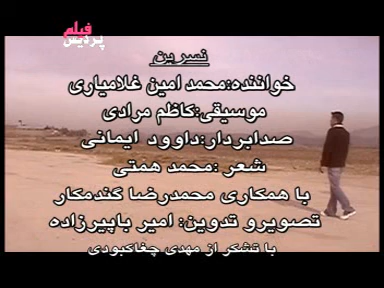 فیلم
پردیس
نسرین
خواننده:محمد امین غلامیاری
موسیقی:کاظم مرادی
صدابردار:داوود ایمانی
شعر :محمد همتی
با همکاری محمدرضا گندمکار
تصویرو تدوین: امیر باپیرزاده
با تشکر از مهدی چغاکبودی